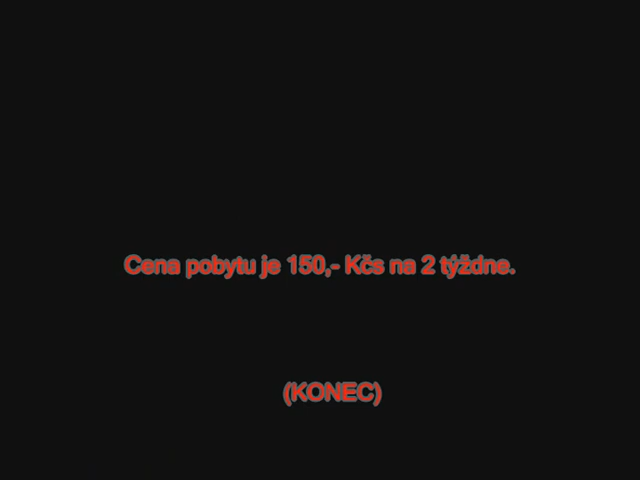 Cena pobytu je 150,- Kčs na 2 týždne.
(KONEC)